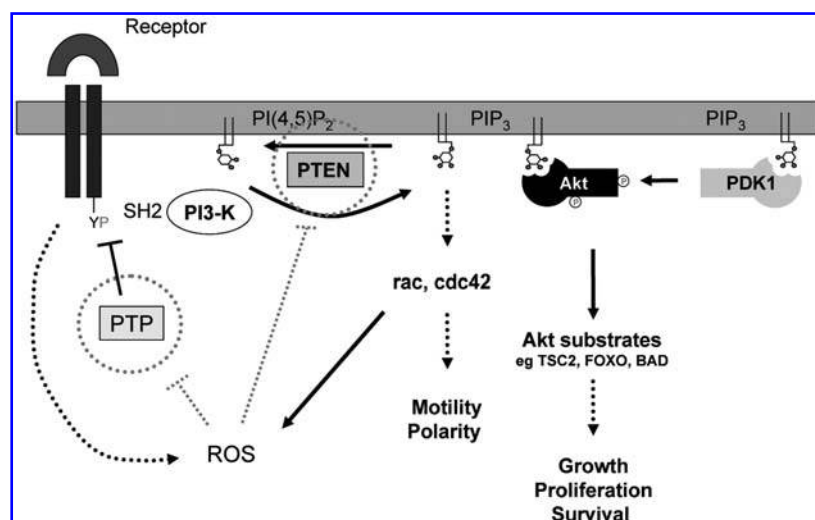 Receptor
PI(4,5)P₂
PIP₃
PIP₃
PTEN
Akt
P
P
PDK1
YP
SH2
PI3-K
PTP
rac, cdc42
ROS
Motility
Polarity
Akt substrates
eg TSC2, FOXO, BAD
Growth
Proliferation
Survival